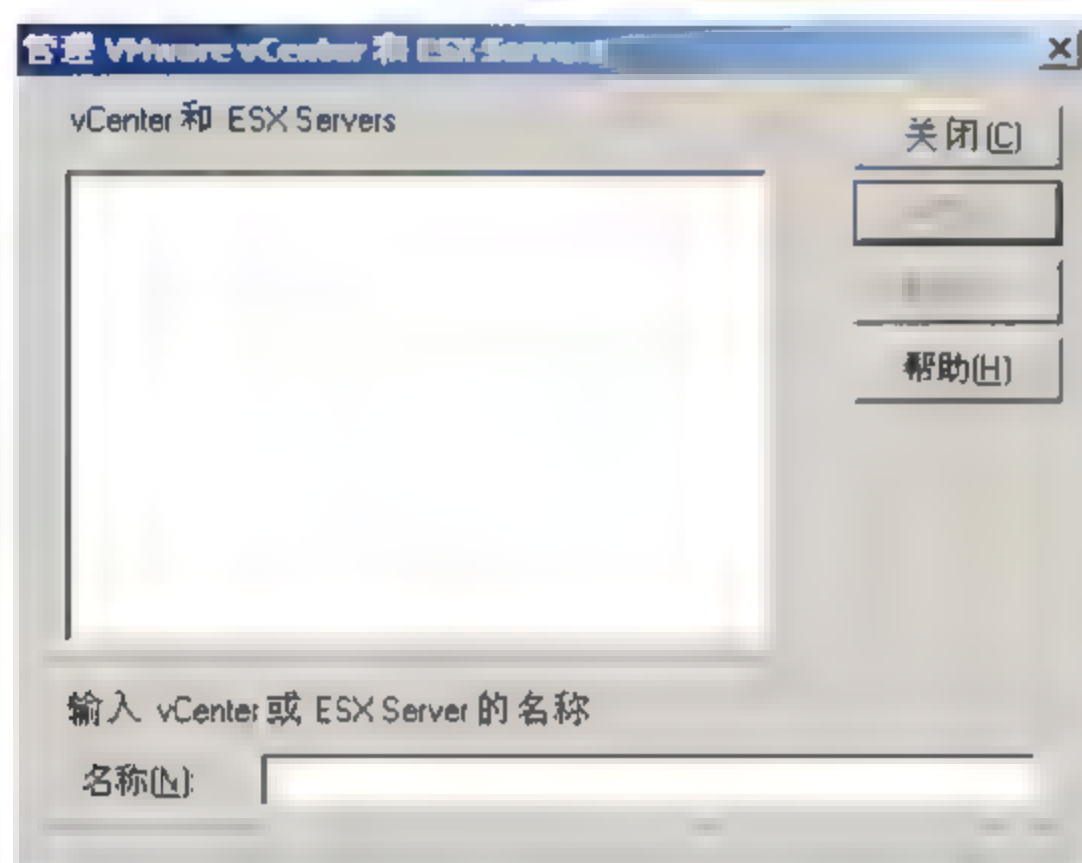 管理 VMware vCenter 和 ESX Servers
vCenter 和 ESX Servers
关闭(C)
帮助(H)
输入 vCenter 或 ESX Server 的名称
名称(N):